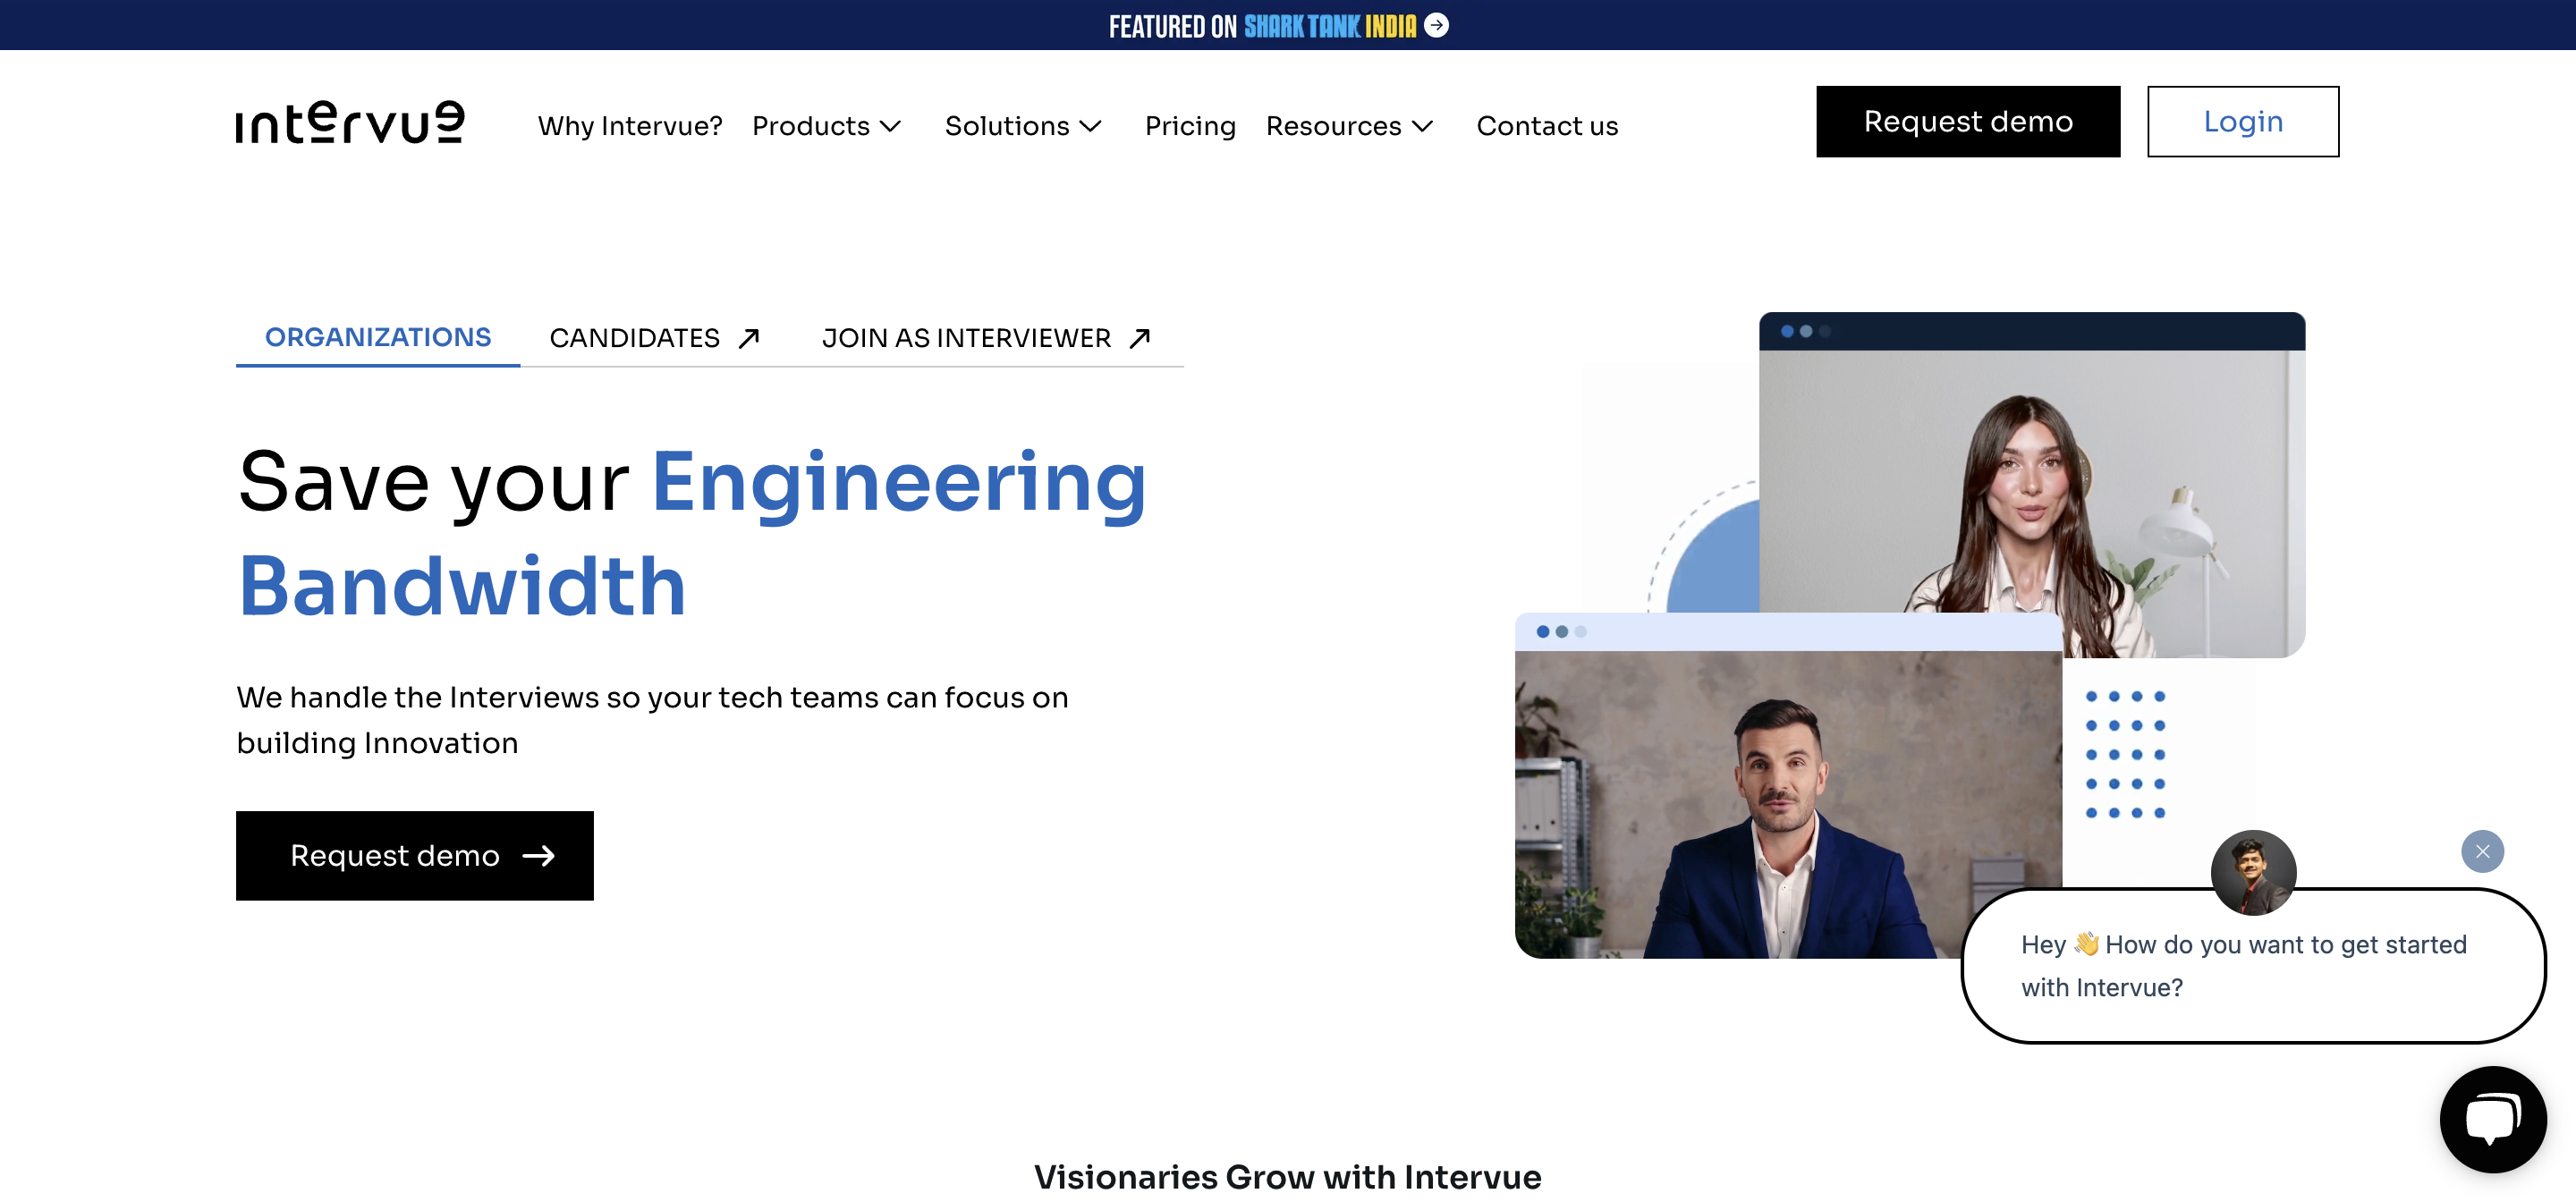 FEATURED ON SHARK TANK INDIA
intervue
Why Intervue? Products Solutions Pricing Resources Contact us
Request demo Login
ORGANIZATIONS CANDIDATES JOIN AS INTERVIEWER
Save your Engineering
Bandwidth
We handle the Interviews so your tech teams can focus on
building Innovation
Request demo
Hey 👋 How do you want to get started
with Intervue?
Visionaries Grow with Intervue